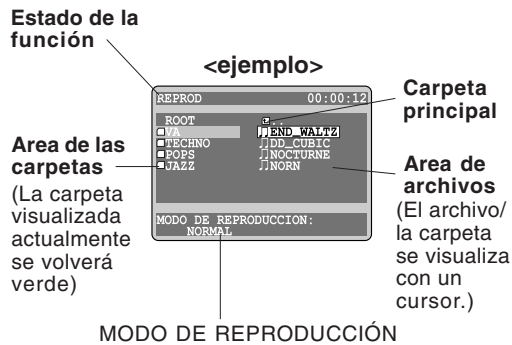 Estado de la
función
<ejemplo>
REPROD 00:00:12
ROOT
VA
TECHNO
POPS
JAZZ
..
END_WALTZ
DD_CUBIC
NOCTURNE
NORN
MODO DE REPRODUCCION:
NORMAL
Carpeta
principal
Area de las
carpetas
(La carpeta
visualizada
actualmente
se volverá
verde)
Area de
archivos
(El archivo/
la carpeta
se visualiza
con un
cursor.)
MODO DE REPRODUCCIÓN